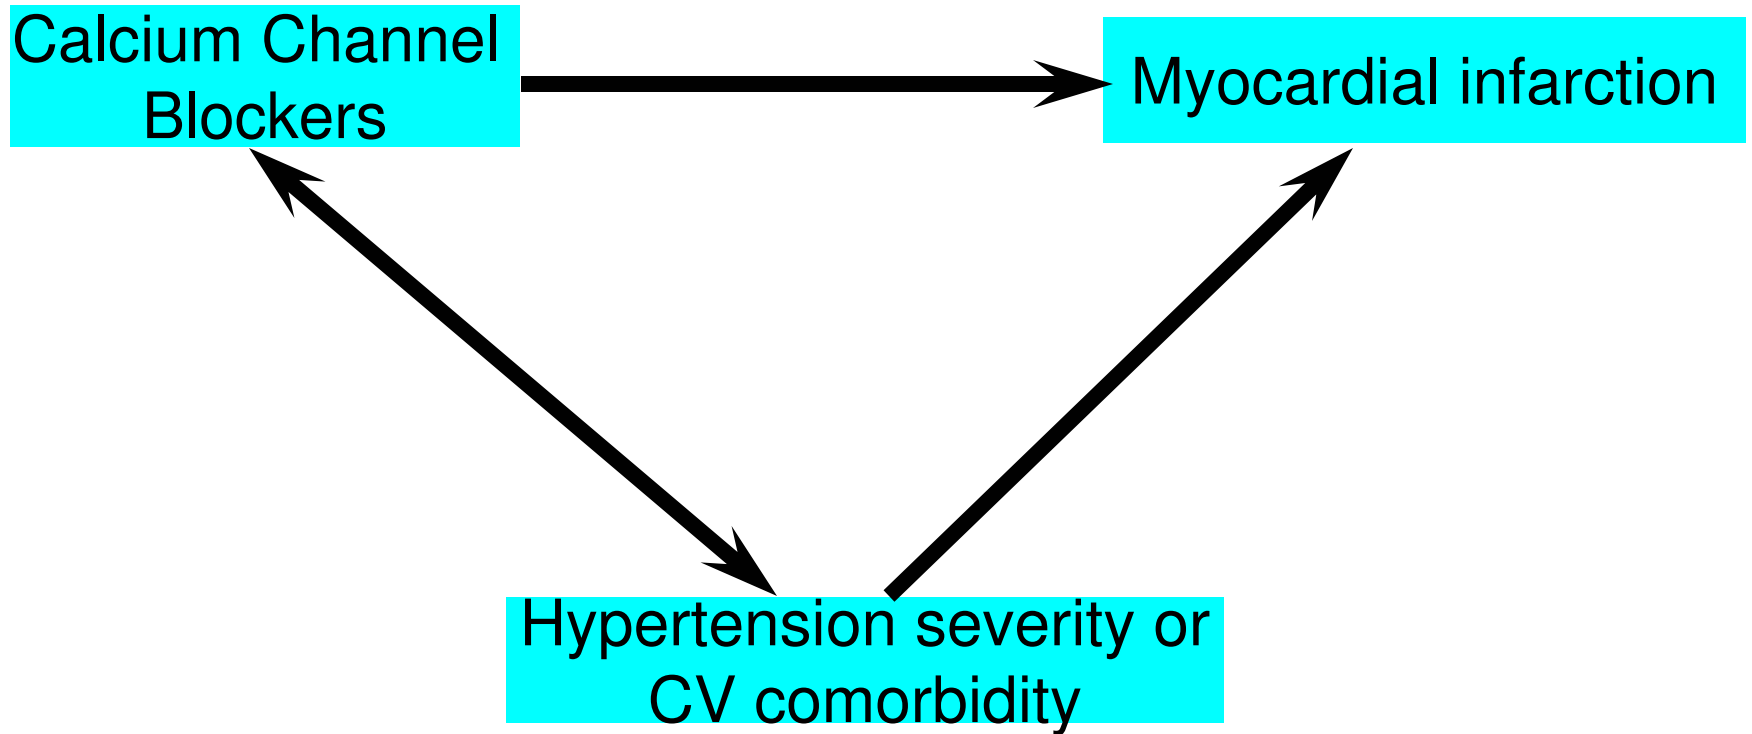 Calcium Channel
Blockers
Myocardial infarction
Hypertension severity or
CV comorbidity